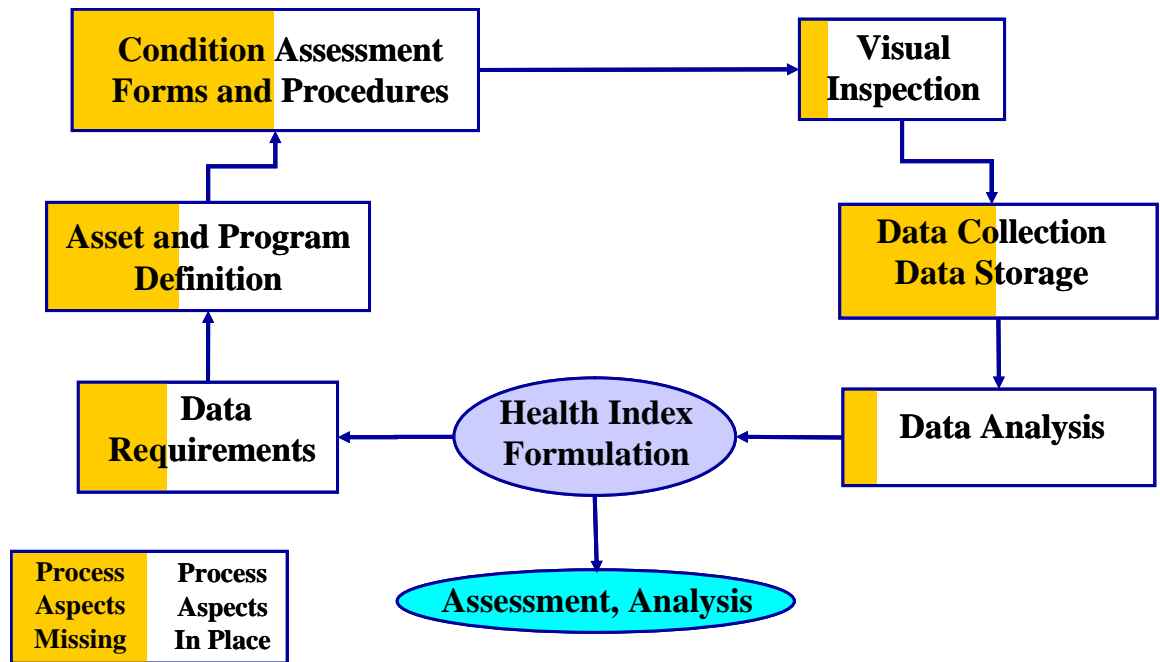 Condition Assessment
Forms and Procedures
Visual
Inspection
Asset and Program
Definition
Data Collection
Data Storage
Data
Requirements
Health Index
Formulation
Data Analysis
Assessment, Analysis
Process
Aspects
Missing
Process
Aspects
In Place